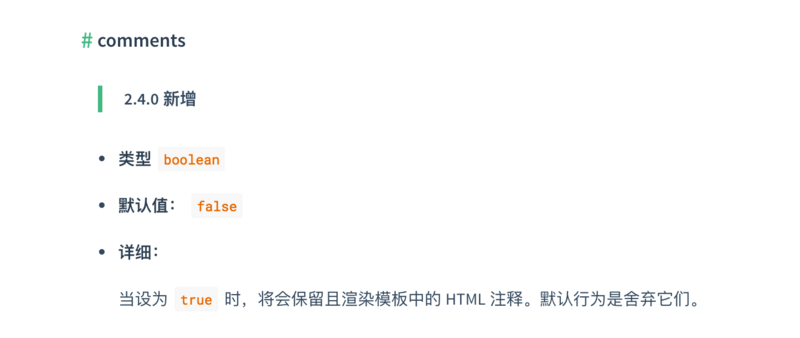 # comments
2.4.0 新增
• 类型 boolean
• 默认值： false
• 详细：
当设为 true 时，将会保留且渲染模板中的 HTML 注释。默认行为是舍弃它们。